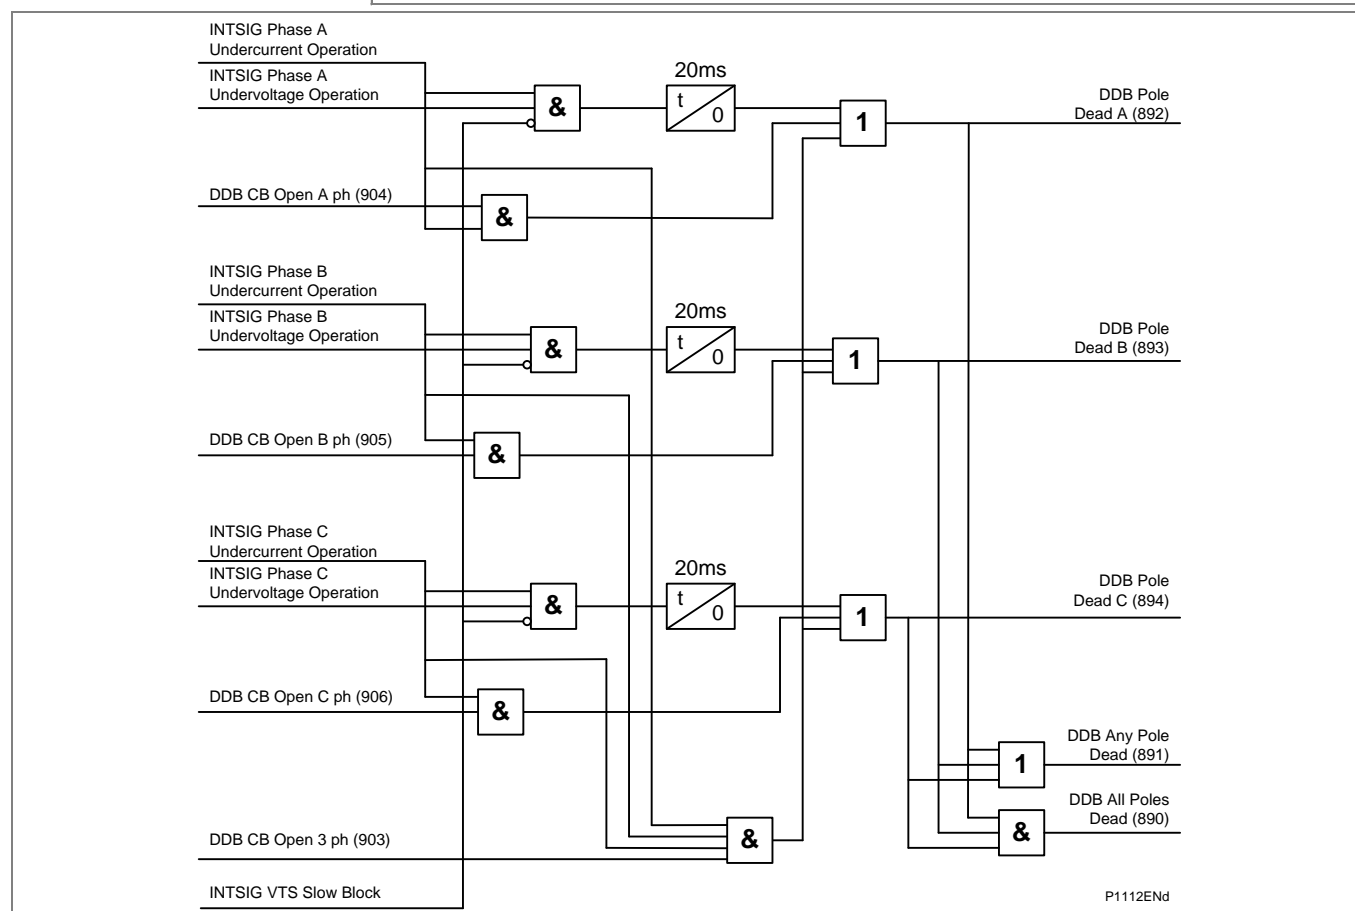 INTSIG Phase A
Undercurrent Operation
INTSIG Phase A
Undervoltage Operation
&
20ms
t
0
1
DDB Pole
Dead A (892)
DDB CB Open A ph (904)
&
INTSIG Phase B
Undercurrent Operation
INTSIG Phase B
Undervoltage Operation
&
20ms
t
0
1
DDB Pole
Dead B (893)
DDB CB Open B ph (905)
&
INTSIG Phase C
Undercurrent Operation
INTSIG Phase C
Undervoltage Operation
&
20ms
t
0
1
DDB Pole
Dead C (894)
DDB CB Open C ph (906)
&
DDB Any Pole
Dead (891)
1
DDB All Poles
Dead (890)
&
DDB CB Open 3 ph (903)
&
INTSIG VTS Slow Block
P1112ENd